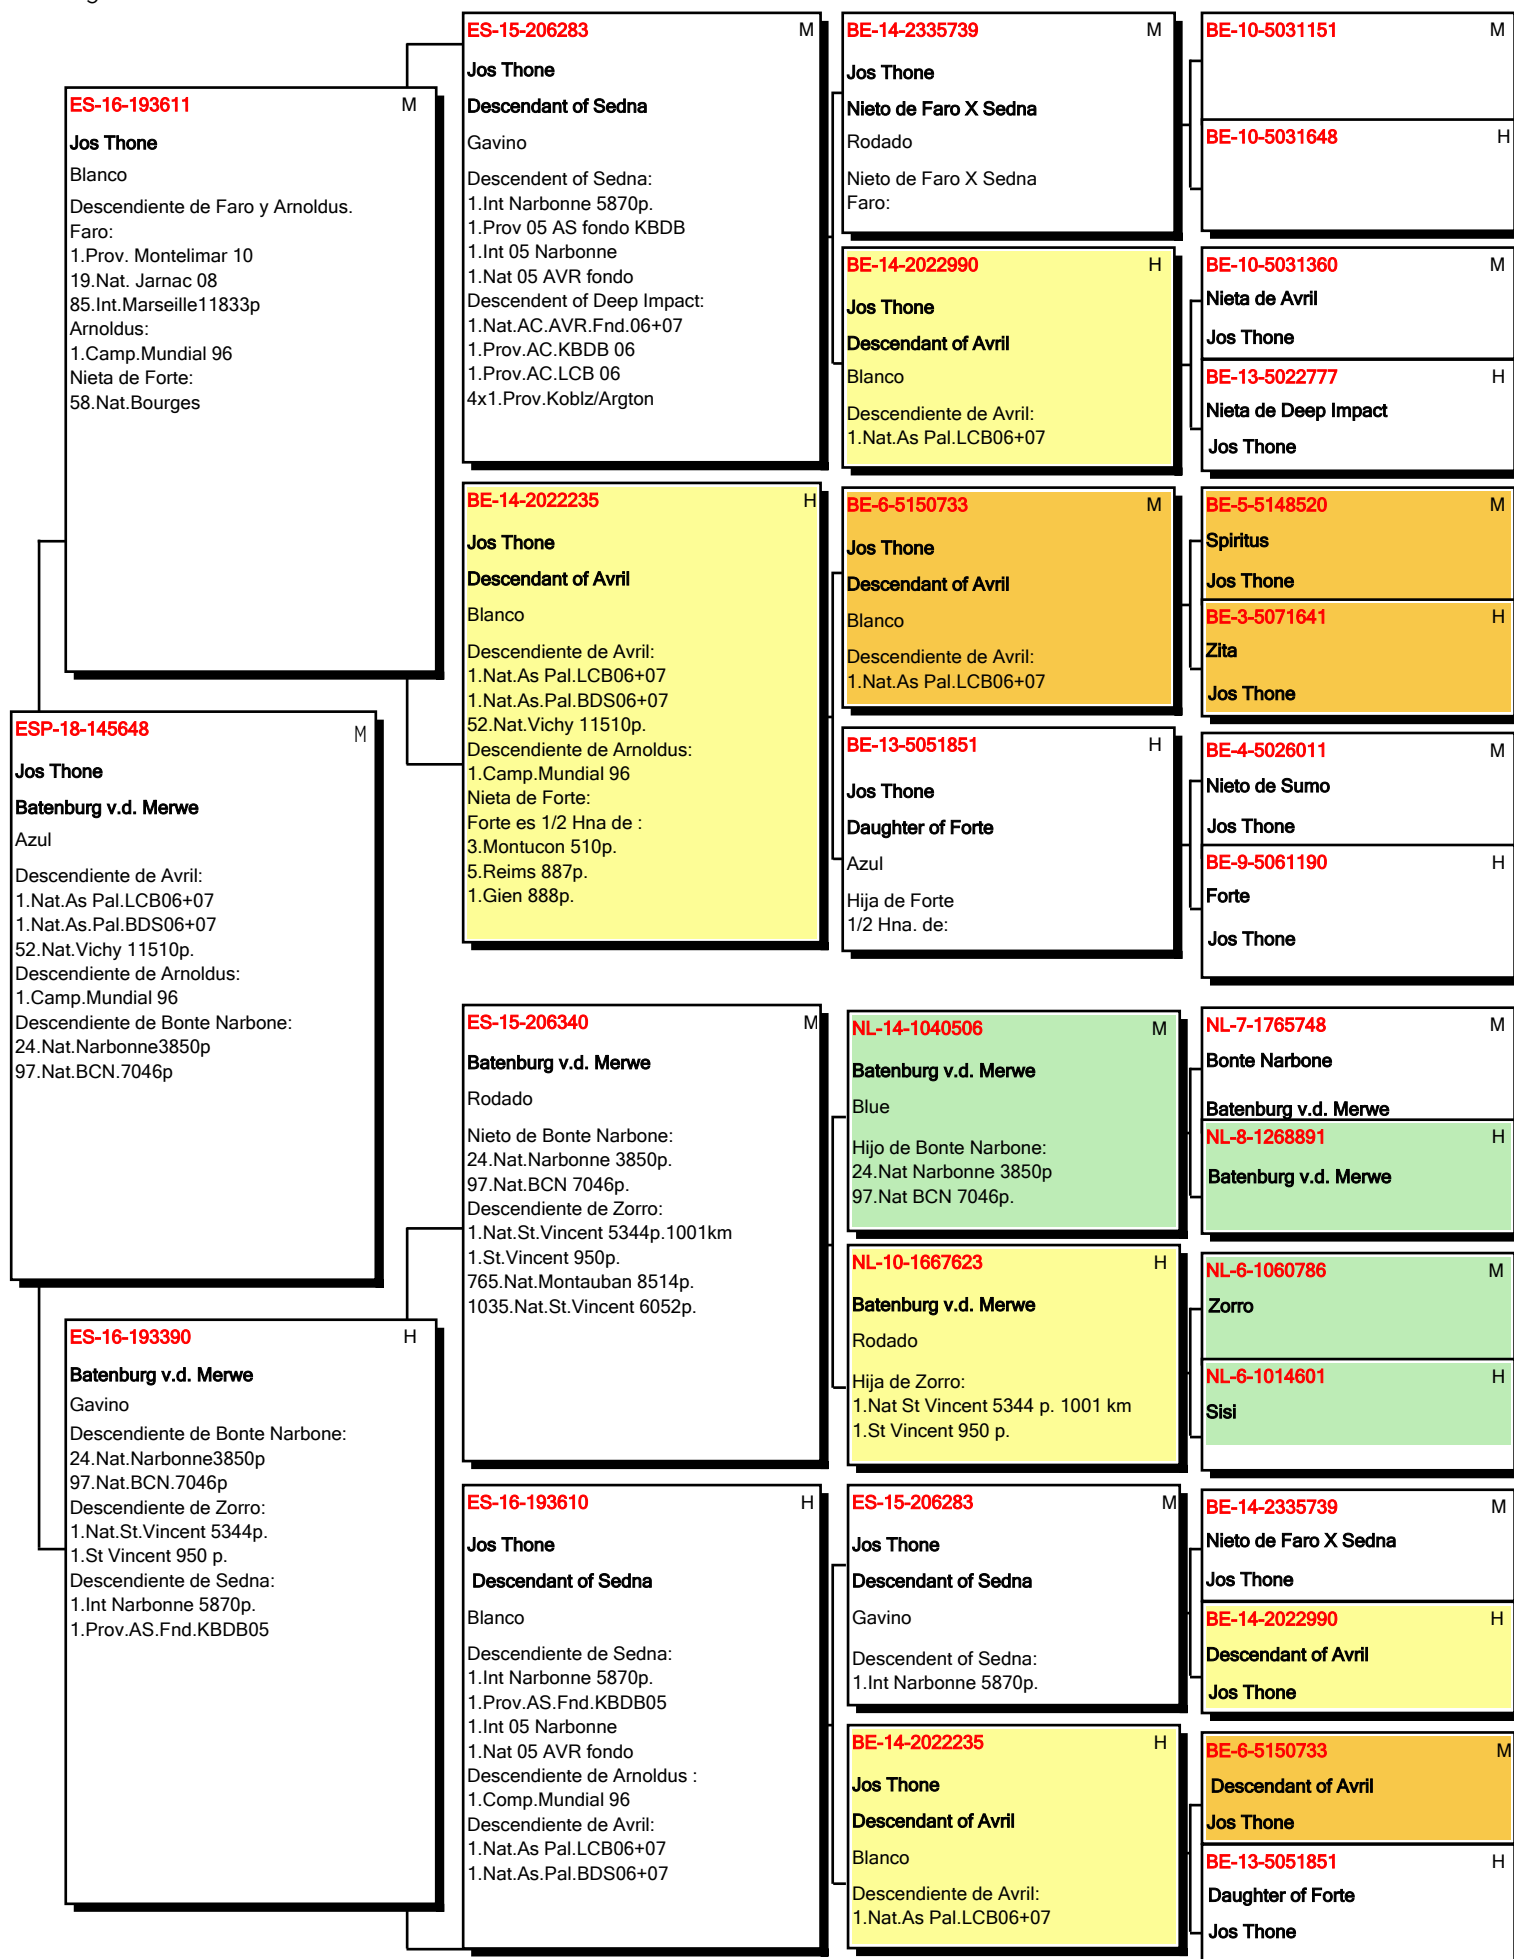 ESP-18-145648 M
Jos Thone
Batenburg v.d. Merwe
Azul
Descendiente de Avril:
1.Nat.As Pal.LCB06+07
1.Nat.As.Pal.BDS06+07
52.Nat.Vichy 11510p.
Descendiente de Arnoldus:
1.Camp.Mundial 96
Descendiente de Bonte Narbone:
24.Nat.Narbonne3850p
97.Nat.BCN.7046p
ES-16-193611 M
Jos Thone
Blanco
Descendiente de Faro y Arnoldus.
Faro:
1.Prov. Montelimar 10
19.Nat. Jarnac 08
85.Int.Marseille11833p
Arnoldus:
1.Camp.Mundial 96
Nieta de Forte:
58.Nat.Bourges
ES-16-193390 H
Batenburg v.d. Merwe
Gavino
Descendiente de Bonte Narbone:
24.Nat.Narbonne3850p
97.Nat.BCN.7046p
Descendiente de Zorro:
1.Nat.St.Vincent 5344p.
1.St Vincent 950 p.
Descendiente de Sedna:
1.Int Narbonne 5870p.
1.Prov.AS.Fnd.KBDB05
ES-15-206283 M
Jos Thone
Descendant of Sedna
Gavino
Descendent of Sedna:
1.Int Narbonne 5870p.
1.Prov 05 AS fondo KBDB
1.Int 05 Narbonne
1.Nat 05 AVR fondo
Descendent of Deep Impact:
1.Nat.AC.AVR.Fnd.06+07
1.Prov.AC.KBDB 06
1.Prov.AC.LCB 06
4x1.Prov.Koblz/Argton
BE-14-2022235 H
Jos Thone
Descendant of Avril
Blanco
Descendiente de Avril:
1.Nat.As Pal.LCB06+07
1.Nat.As.Pal.BDS06+07
52.Nat.Vichy 11510p.
Descendiente de Arnoldus:
1.Camp.Mundial 96
Nieta de Forte:
Forte es 1/2 Hna de :
3.Montucon 510p.
5.Reims 887p.
1.Gien 888p.
ES-15-206340 M
Batenburg v.d. Merwe
Rodado
Nieto de Bonte Narbone:
24.Nat.Narbonne 3850p.
97.Nat.BCN 7046p.
Descendiente de Zorro:
1.Nat.St.Vincent 5344p.1001km
1.St.Vincent 950p.
765.Nat.Montauban 8514p.
1035.Nat.St.Vincent 6052p.
ES-16-193610 H
Jos Thone
Descendant of Sedna
Blanco
Descendiente de Sedna:
1.Int Narbonne 5870p.
1.Prov.AS.Fnd.KBDB05
1.Int 05 Narbonne
1.Nat 05 AVR fondo
Descendiente de Arnoldus :
1.Comp.Mundial 96
Descendiente de Avril:
1.Nat.As Pal.LCB06+07
1.Nat.As.Pal.BDS06+07
BE-14-2335739 M
Jos Thone
Nieto de Faro X Sedna
Rodado
Nieto de Faro X Sedna
Faro:
BE-14-2022990 H
Jos Thone
Descendant of Avril
Blanco
Descendiente de Avril:
1.Nat.As Pal.LCB06+07
BE-6-5150733 M
Jos Thone
Descendant of Avril
Blanco
Descendiente de Avril:
1.Nat.As Pal.LCB06+07
BE-13-5051851 H
Jos Thone
Daughter of Forte
Azul
Hija de Forte
1/2 Hna. de:
NL-14-1040506 M
Batenburg v.d. Merwe
Blue
Hijo de Bonte Narbone:
24.Nat Narbonne 3850p
97.Nat BCN 7046p.
NL-10-1667623 H
Batenburg v.d. Merwe
Rodado
Hija de Zorro:
1.Nat St Vincent 5344 p. 1001 km
1.St Vincent 950 p.
ES-15-206283 M
Jos Thone
Descendant of Sedna
Gavino
Descendent of Sedna:
1.Int Narbonne 5870p.
BE-14-2022235 H
Jos Thone
Descendant of Avril
Blanco
Descendiente de Avril:
1.Nat.As Pal.LCB06+07
BE-10-5031151 M
BE-10-5031648 H
BE-10-5031360 M
Nieta de Avril
Jos Thone
BE-13-5022777 H
Nieta de Deep Impact
Jos Thone
BE-5-5148520 M
Spiritus
Jos Thone
BE-3-5071641 H
Zita
Jos Thone
BE-4-5026011 M
Nieto de Sumo
Jos Thone
BE-9-5061190 H
Forte
Jos Thone
NL-7-1765748 M
Bonte Narbone
Batenburg v.d. Merwe
NL-8-1268891 H
Batenburg v.d. Merwe
NL-6-1060786 M
Zorro
NL-6-1014601 H
Sisi
BE-14-2335739 M
Nieto de Faro X Sedna
Jos Thone
BE-14-2022990 H
Descendant of Avril
Jos Thone
BE-6-5150733 M
Descendant of Avril
Jos Thone
BE-13-5051851 H
Daughter of Forte
Jos Thone